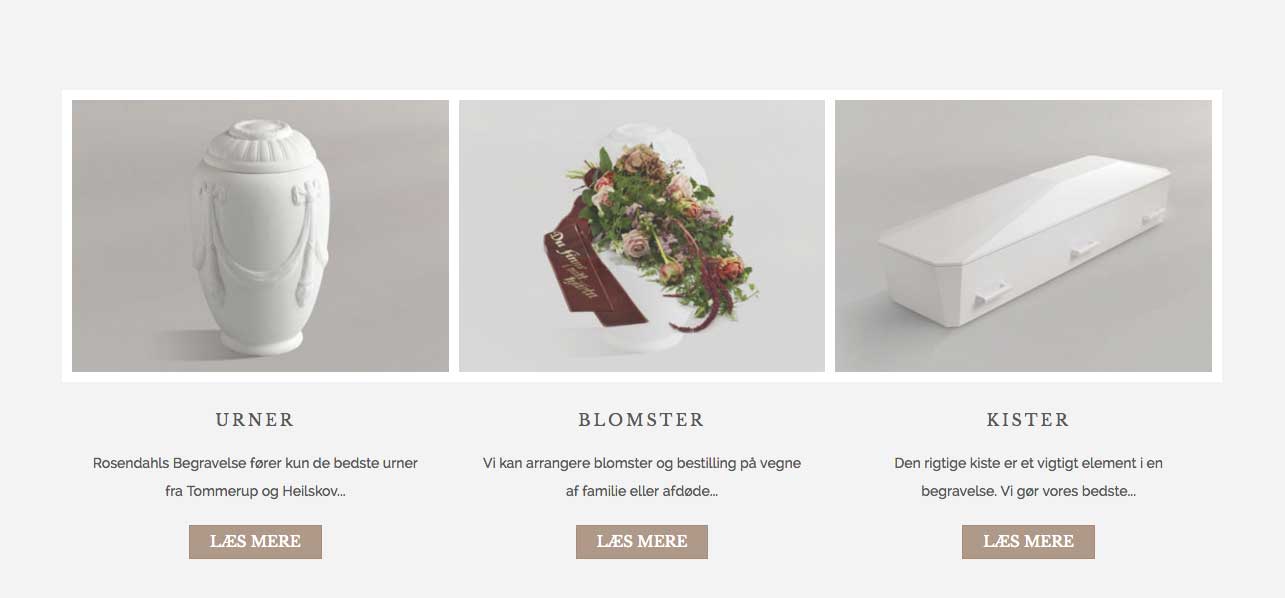 Du fina
URNER
Rosendahls Begravelse fører kun de bedste urner
fra Tommerup og Heilskov...
LÆS MERE
BLOMSTER
Vi kan arrangere blomster og bestilling på vegne
af familie eller afdøde...
LÆS MERE
KISTER
Den rigtige kiste er et vigtigt element i en
begravelse. Vi gør vores bedste...
LÆS MERE